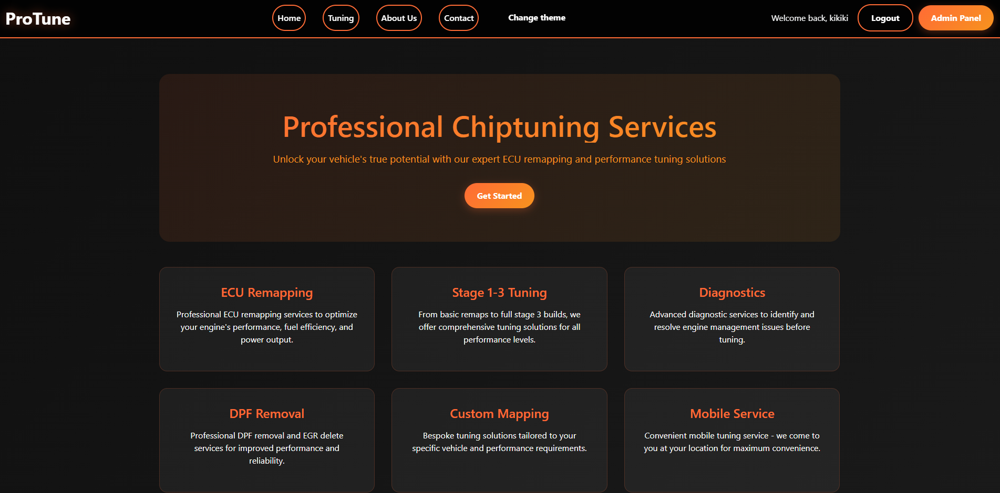 ProTune
Home
Tuning
About Us
Contact
Change theme
Welcome back, kikiki
Logout
Admin Panel
Professional Chiptuning Services
Unlock your vehicle's true potential with our expert ECU remapping and performance tuning solutions
Get Started
ECU Remapping
Professional ECU remapping services to optimize
your engine's performance, fuel efficiency, and
power output.
Stage 1-3 Tuning
From basic remaps to full stage 3 builds, we
offer comprehensive tuning solutions for all
performance levels.
Diagnostics
Advanced diagnostic services to identify and
resolve engine management issues before
tuning.
DPF Removal
Professional DPF removal and EGR delete
services for improved performance and
reliability.
Custom Mapping
Bespoke tuning solutions tailored to your
specific vehicle and performance requirements.
Mobile Service
Convenient mobile tuning service - we come to
you at your location for maximum convenience.